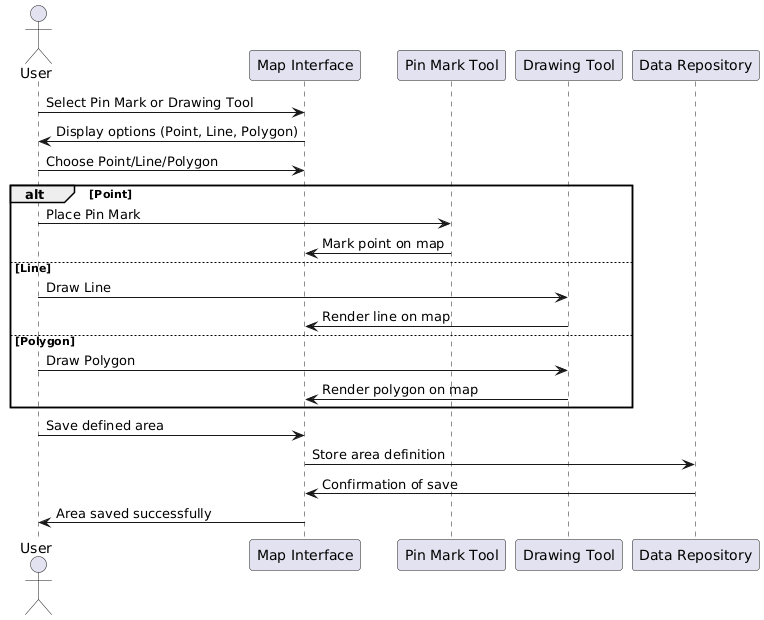 User
Map Interface
Pin Mark Tool
Drawing Tool
Data Repository
Select Pin Mark or Drawing Tool
Display options (Point, Line, Polygon)
Choose Point/Line/Polygon
alt
[Point]
Place Pin Mark
Mark point on map
[Line]
Draw Line
Render line on map
[Polygon]
Draw Polygon
Render polygon on map
Save defined area
Store area definition
Confirmation of save
Area saved successfully
User
Map Interface
Pin Mark Tool
Drawing Tool
Data Repository